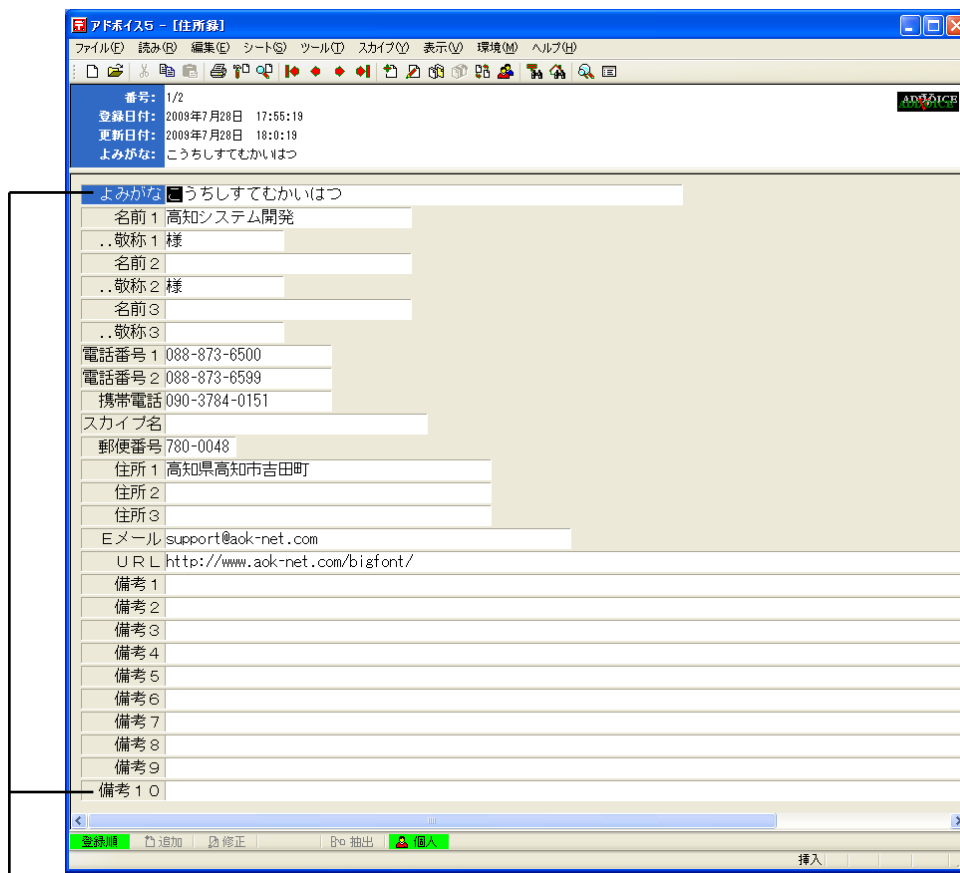 アドボイス5 - [住所録]
ファイル(F) 読み(R) 編集(E) シート(S) ツール(T) スカイプ(Y) 表示(V) 環境(M) ヘルプ(H)
番号: 1/2
登録日付: 2009年7月28日 17:55:19
更新日付: 2009年7月28日 18:0:19
よみがな: こうちしすてむかいはつ
ADDVOICE
よみがな こうちしすてむかいはつ
名前1 高知システム開発
..敬称1 様
名前2
..敬称2 様
名前3
..敬称3
電話番号1 088-873-6500
電話番号2 088-873-6599
携帯電話 090-3784-0151
スカイプ名
郵便番号 780-0048
住所1 高知県高知市吉田町
住所2
住所3
Eメール support@aok-net.com
URL http://www.aok-net.com/bigfont/
備考1
備考2
備考3
備考4
備考5
備考6
備考7
備考8
備考9
備考10
登録順 追加 修正 抽出 個人
挿入